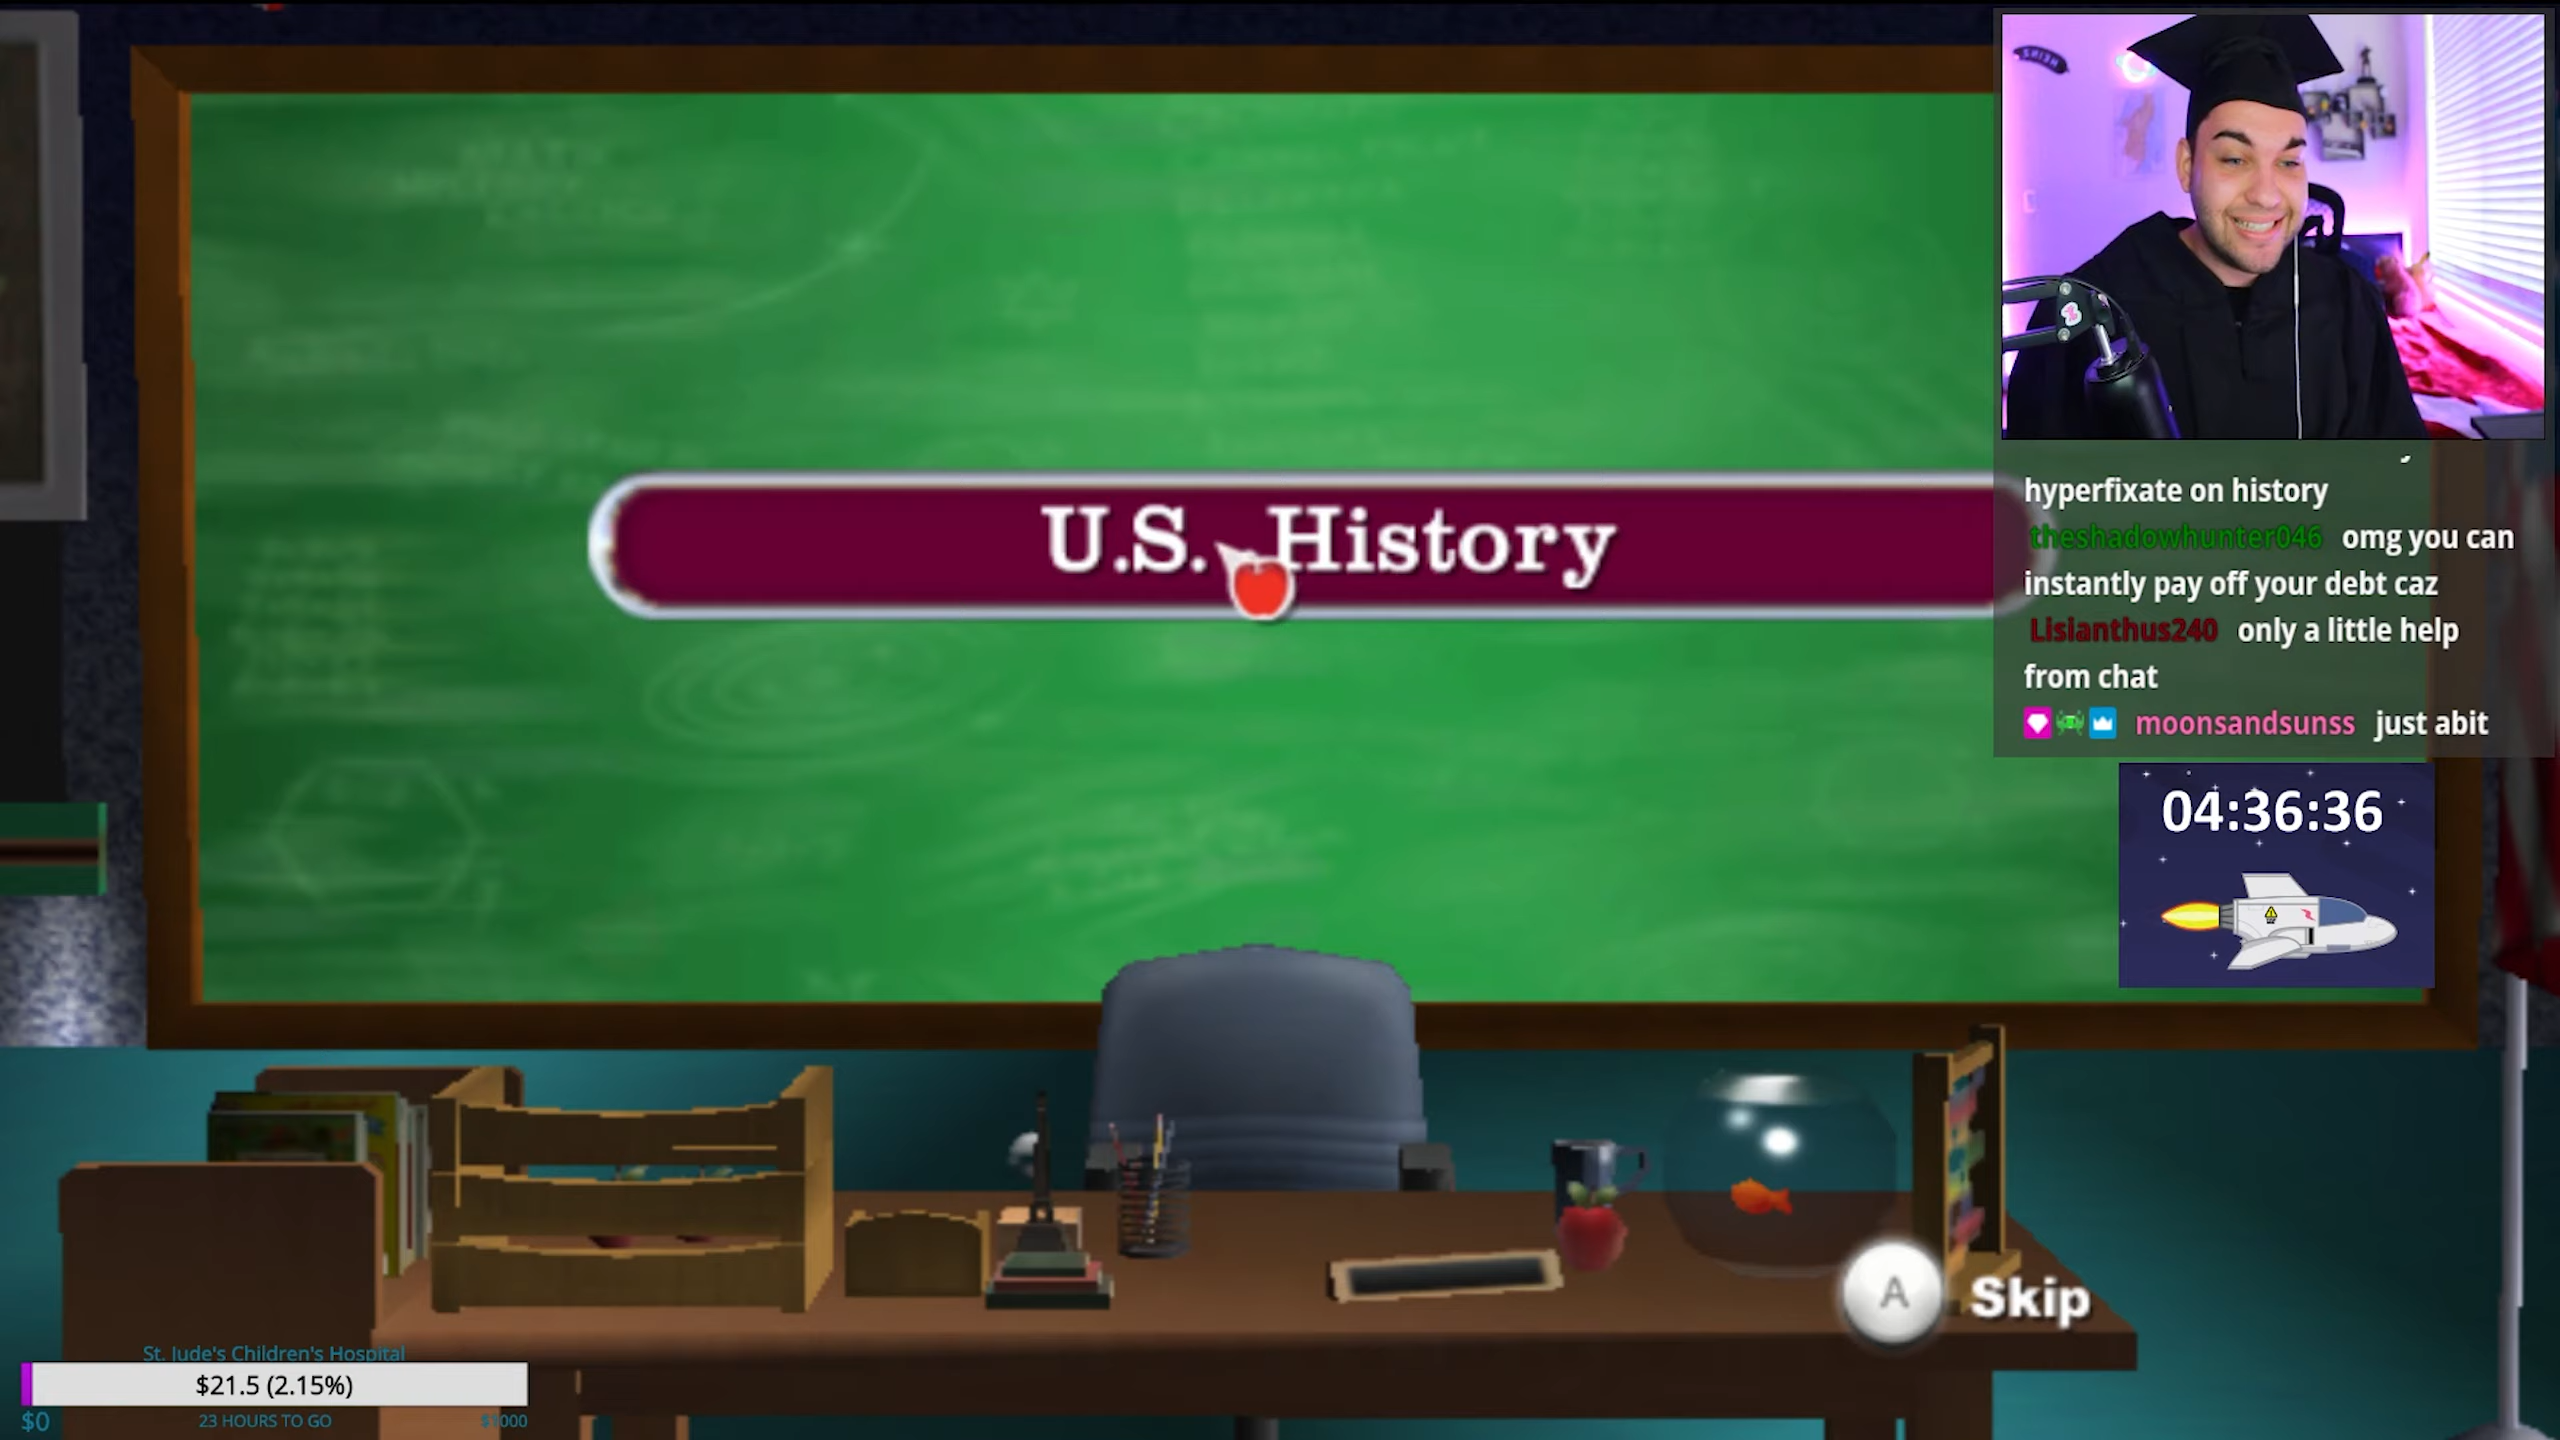 U.S. History
hyperfixate on history
theshadowhunter046 omg you can
instantly pay off your debt caz
Lisianthus240 only a little help
from chat
moonsandsunss just abit
04:36:36
A Skip
St. Jude's Children's Hospital
$21.5 (2.15%)
$0 23 HOURS TO GO $1000